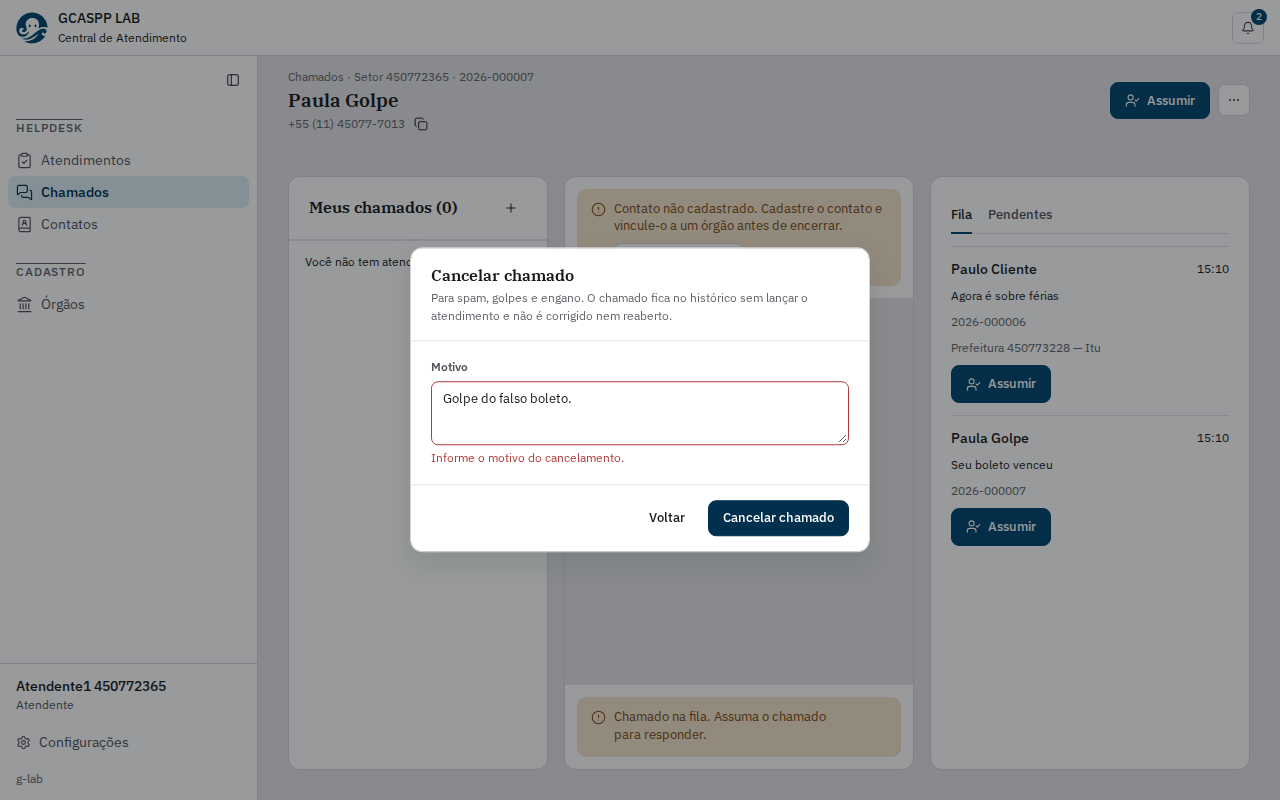 GCASPP LAB
Central de Atendimento
2
HELPDESK
Atendimentos
Chamados
Contatos
CADASTRO
Órgãos
Atendente1 450772365
Atendente
Configurações
g-lab
Chamados · Setor 450772365 · 2026-000007
Paula Golpe
+55 (11) 45077-7013
Assumir
Meus chamados (0)
Você não tem
Contato não cadastrado. Cadastre o contato e
vincule-o a um órgão antes de encerrar.
Cancelar chamado
Para spam, golpes e engano. O chamado fica no histórico sem lançar o
atendimento e não é corrigido nem reaberto.
Motivo
Golpe do falso boleto.
Informe o motivo do cancelamento.
Voltar
Cancelar chamado
Chamado na fila. Assuma o chamado
para responder.
Fila
Pendentes
Paulo Cliente
15:10
Agora é sobre férias
2026-000006
Prefeitura 450773228 — Itu
Assumir
Paula Golpe
15:10
Seu boleto venceu
2026-000007
Assumir